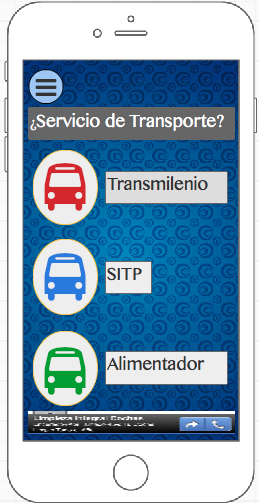 ¿Servicio de Transporte?
Transmilenio
SITP
Alimentador